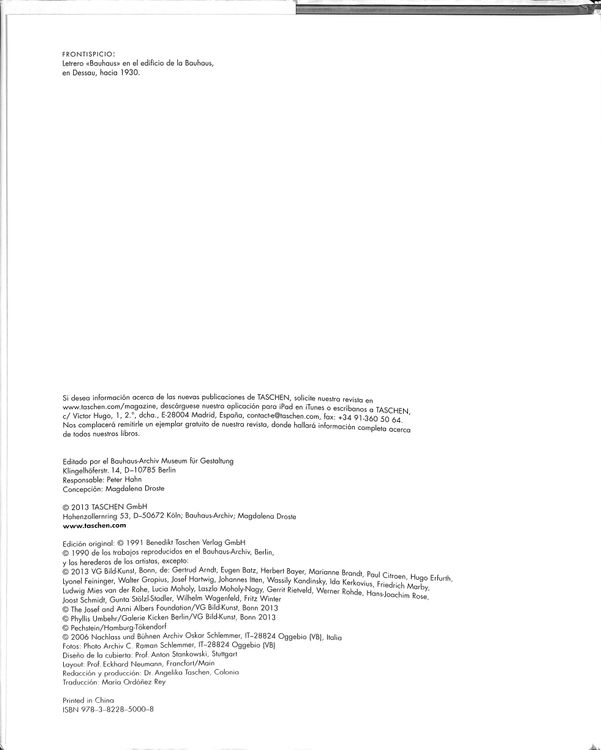 FRONTISPICIO:
Letrero «Bauhaus» en el edificio de la Bauhaus,
en Dessau, hacia 1930.
Si desea información acerca de las nuevas publicaciones de TASCHEN, solicite nuestra revista en
www.taschen.com/magazine, descárguese nuestra aplicación para iPad en iTunes o escríbanos a TASCHEN,
c/ Víctor Hugo, 1, 2.°, dcha., E-28004 Madrid, España, contact-e@taschen.com, fax: +34 91-360 50 64.
Nos complacerá remitirle un ejemplar gratuito de nuestra revista, donde hallará información completa acerca
de todos nuestros libros.
Editado por el Bauhaus-Archiv Museum für Gestaltung
Klingelhöferstr. 14, D–10785 Berlin
Responsable: Peter Hahn
Concepción: Magdalena Droste
© 2013 TASCHEN GmbH
Hohenzollernring 53, D–50672 Köln; Bauhaus-Archiv; Magdalena Droste
www.taschen.com
Edición original: © 1991 Benedikt Taschen Verlag GmbH
© 1990 de los trabajos reproducidos en el Bauhaus-Archiv, Berlin,
y los herederos de los artistas, excepto:
© 2013 VG Bild-Kunst, Bonn, de: Gertrud Arndt, Eugen Batz, Herbert Bayer, Marianne Brandt, Paul Citroen, Hugo Erfurth,
Lyonel Feininger, Walter Gropius, Josef Hartwig, Johannes Itten, Wassily Kandinsky, Ida Kerkovius, Friedrich Marby,
Ludwig Mies van der Rohe, Lucia Moholy, Laszlo Moholy-Nagy, Gerrit Rietveld, Werner Rohde, Hans-Joachim Rose,
Joost Schmidt, Gunta Stölzl-Stadler, Wilhelm Wagenfeld, Fritz Winter
© The Josef and Anni Albers Foundation/VG Bild-Kunst, Bonn 2013
© Phyllis Umbehr/Galerie Kicken Berlin/VG Bild-Kunst, Bonn 2013
© Pechstein/Hamburg-Tökendorf
© 2006 Nachlass und Bühnen Archiv Oskar Schlemmer, IT–28824 Oggebio (VB), Italia
Fotos: Photo Archiv C. Raman Schlemmer, IT–28824 Oggebio (VB)
Diseño de la cubierta: Prof. Anton Stankowski, Stuttgart
Layout: Prof. Eckhard Neumann, Francfort/Main
Redacción y producción: Dr. Angelika Taschen, Colonia
Traducción: María Ordóñez Rey
Printed in China
ISBN 978–3–8228–5000–8